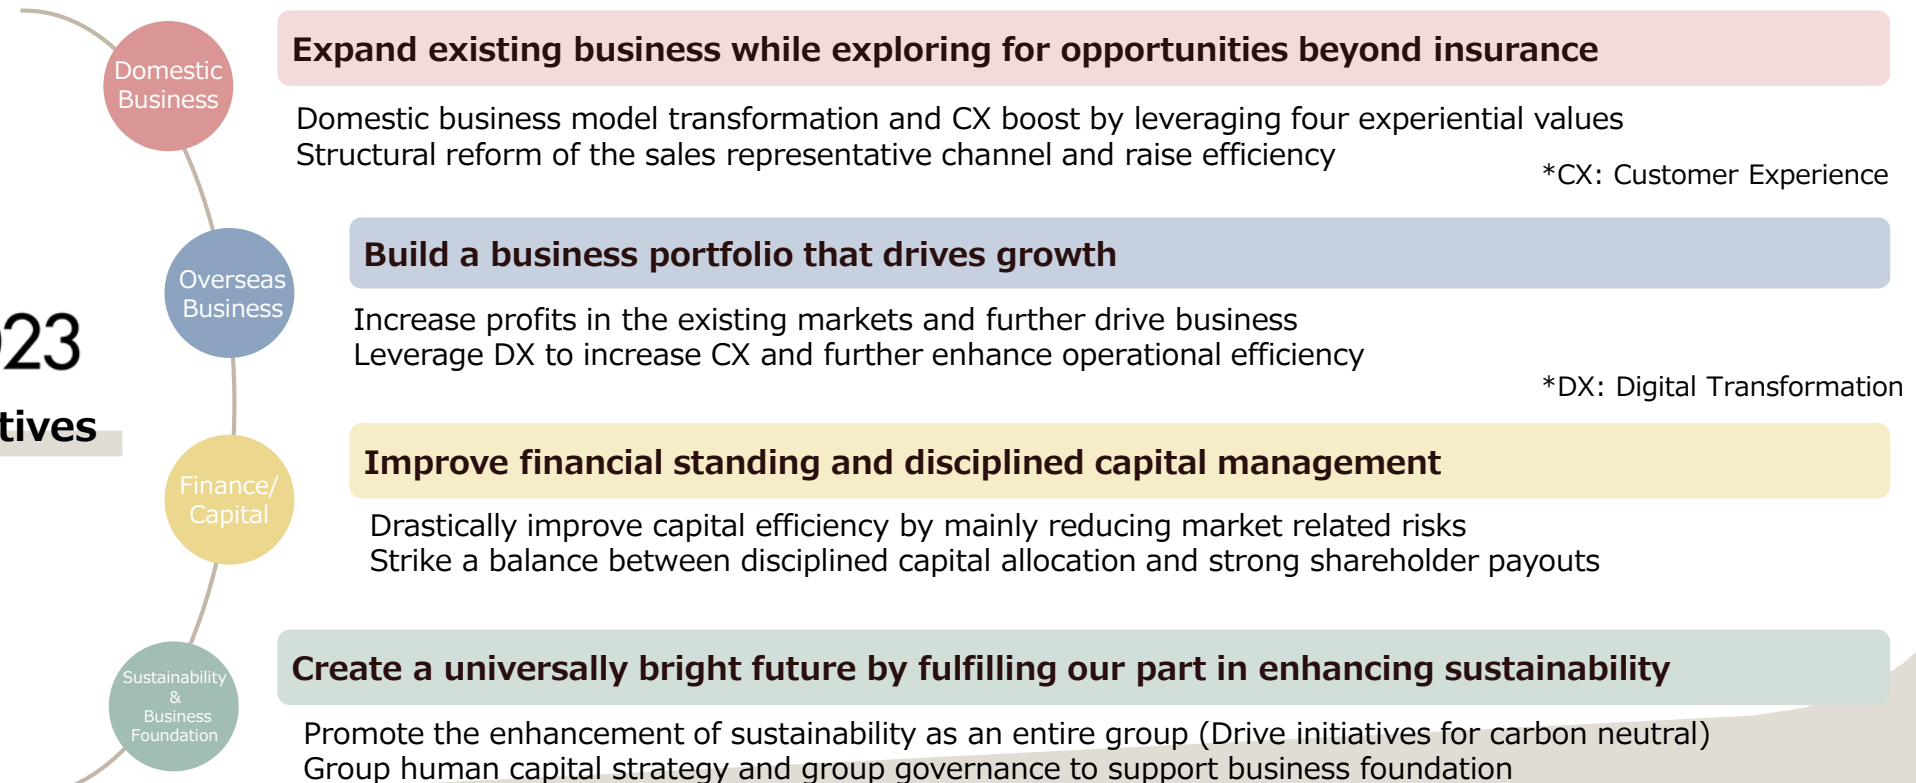 Domestic
Business
Expand existing business while exploring for opportunities beyond insurance
Domestic business model transformation and CX boost by leveraging four experiential values
Structural reform of the sales representative channel and raise efficiency
*CX: Customer Experience
Overseas
Business
Build a business portfolio that drives growth
Increase profits in the existing markets and further drive business
Leverage DX to increase CX and further enhance operational efficiency
*DX: Digital Transformation
23
tives
Finance/
Capital
Improve financial standing and disciplined capital management
Drastically improve capital efficiency by mainly reducing market related risks
Strike a balance between disciplined capital allocation and strong shareholder payouts
Sustainability
&
Business
Foundation
Create a universally bright future by fulfilling our part in enhancing sustainability
Promote the enhancement of sustainability as an entire group (Drive initiatives for carbon neutral)
Group human capital strategy and group governance to support business foundation